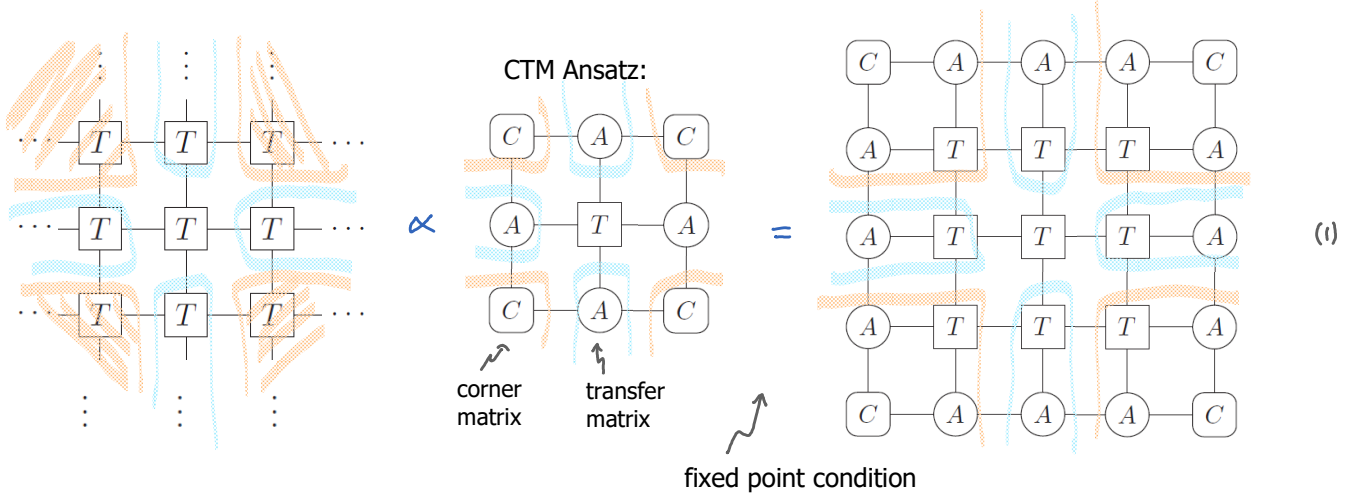 CTM Ansatz:
C A A A C
C A C
T T T
A T T T A
T T T ∝ A T A = A T T T A (1)
T T T
C A C
A T T T A
corner transfer
matrix matrix
C A A A C
fixed point condition